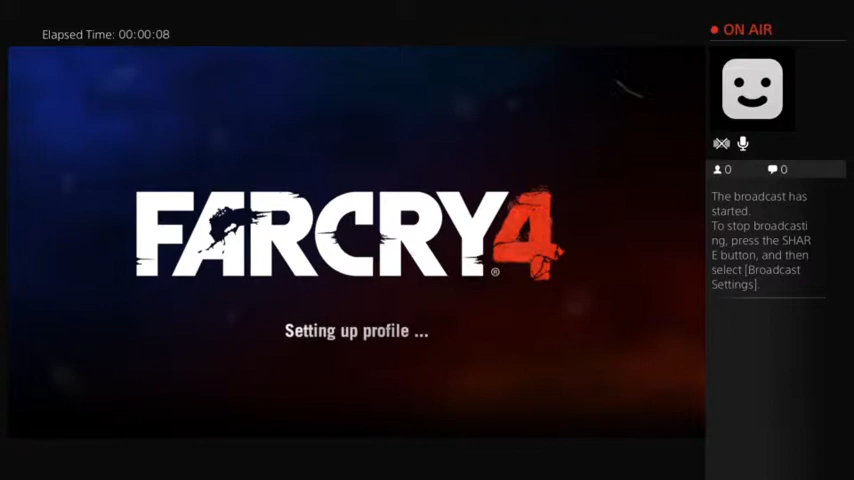 Elapsed Time: 00:00:08
ON AIR
FARCRY4
®
Setting up profile ...
0
0
The broadcast has
started.
To stop broadcasti
ng, press the SHAR
E button, and then
select [Broadcast
Settings].